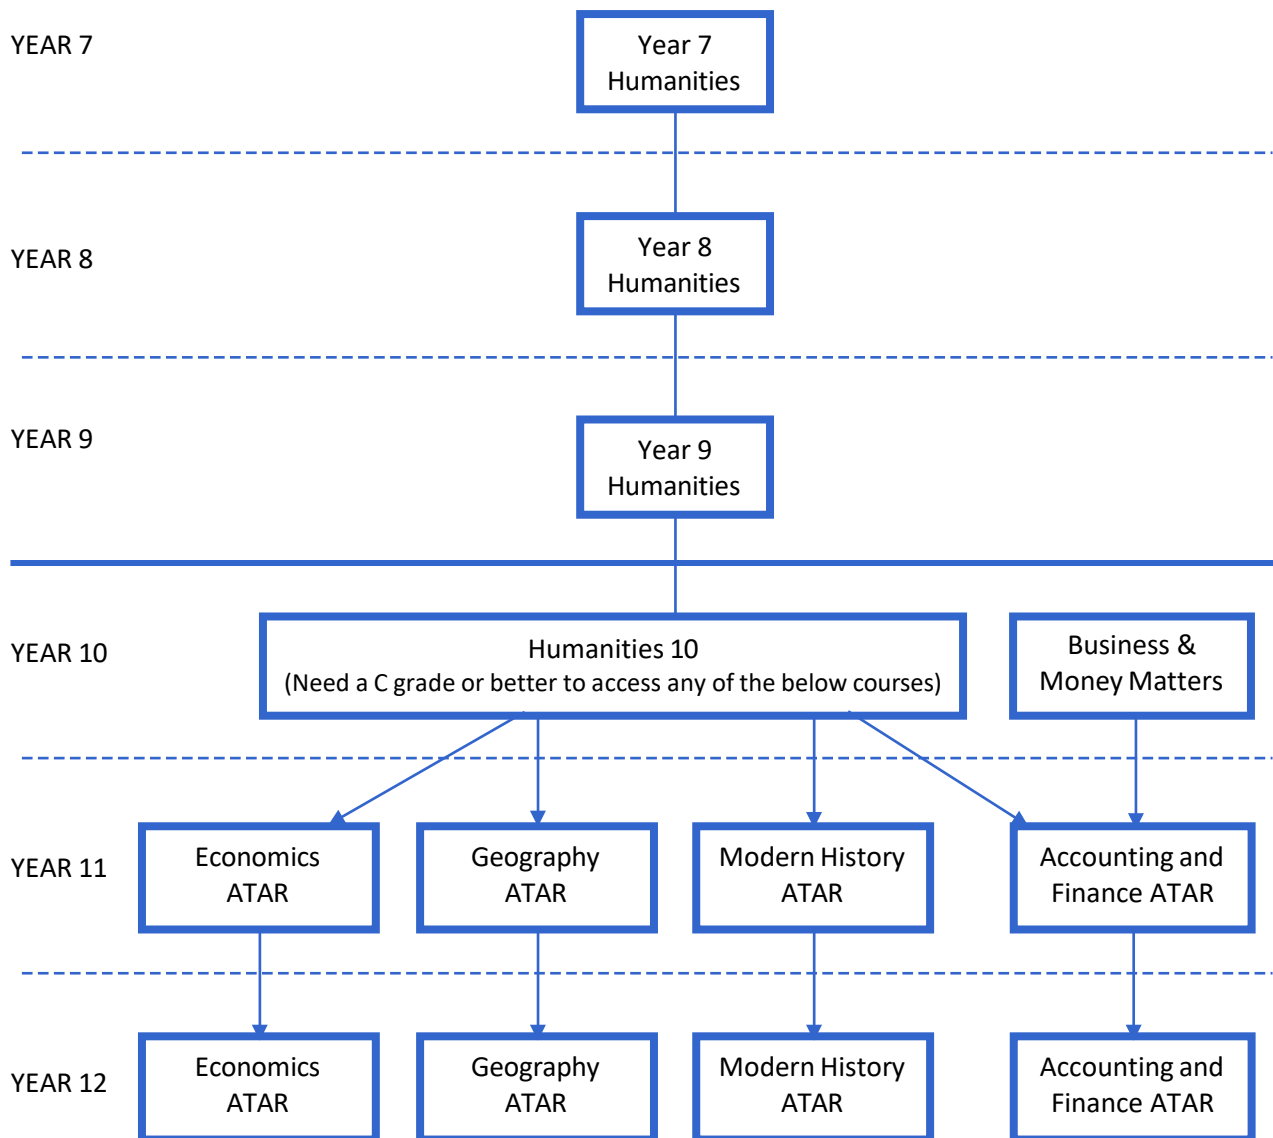 YEAR 7
Year 7
Humanities
YEAR 8
Year 8
Humanities
YEAR 9
Year 9
Humanities
YEAR 10
Humanities 10
(Need a C grade or better to access any of the below courses)
Business &
Money Matters
YEAR 11
Economics
ATAR
Geography
ATAR
Modern History
ATAR
Accounting and
Finance ATAR
YEAR 12
Economics
ATAR
Geography
ATAR
Modern History
ATAR
Accounting and
Finance ATAR